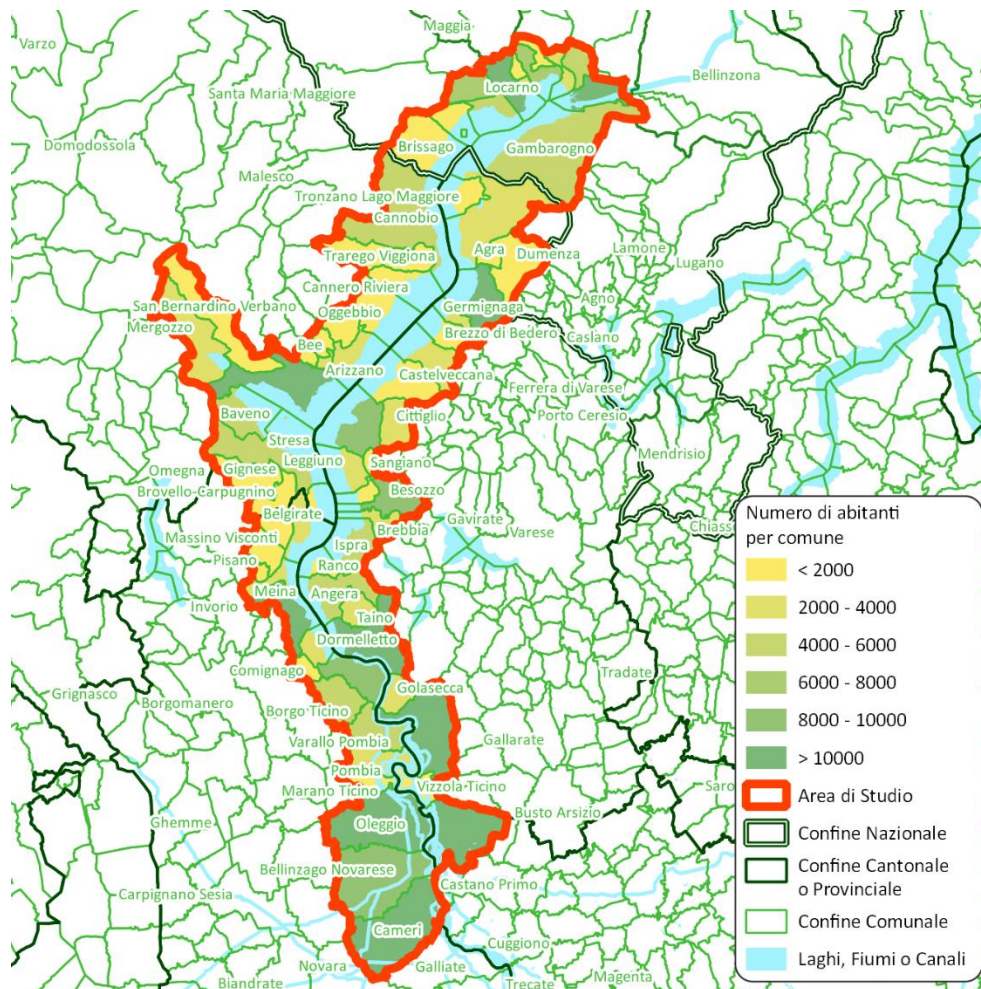 Maggia
Varzo
Bellinzona
Locarno
Santa Maria Maggiore
Domodossola
Brissago
Gambarogno
Malesco
Tronzano Lago Maggiore
Cannobio
Agra
Dumenza
Lamone
Lugano
Trarego Viggiona
Cannero Riviera
Agno
San Bernardino Verbano
Oggebbio
Germignaga
Mergozzo
Bee
Brezzo di Bedero
Caslano
Arizzano
Castelveccana
Ferrera di Varese
Baveno
Cittiglio
Porto Ceresio
Stresa
Mendrisio
Leggiuno
Sangiano
Omegna
Gignese
Brovello-Carpugnino
Besozzo
Belgirate
Gavirate
Brebbia
Varese
Chiasso
Massino Visconti
Ispra
Pisano
Ranco
Meina
Angera
Invorio
Taino
Dormelletto
Comignago
Tradate
Grignasco
Golasecca
Borgomanero
Borgo Ticino
Varallo Pombia
Gallarate
Pombia
Marano Ticino
Vizzola Ticino
Saro
Busto Arsizio
Ghemme
Oleggio
Bellinzago Novarese
Carpignano Sesia
Castano Primo
Cameri
Cuggiono
Novara
Galliate
Biandrate
Trecate
Magenta
Numero di abitanti
per comune
< 2000
2000 - 4000
4000 - 6000
6000 - 8000
8000 - 10000
> 10000
Area di Studio
Confine Nazionale
Confine Cantonale
o Provinciale
Confine Comunale
Laghi, Fiumi o Canali